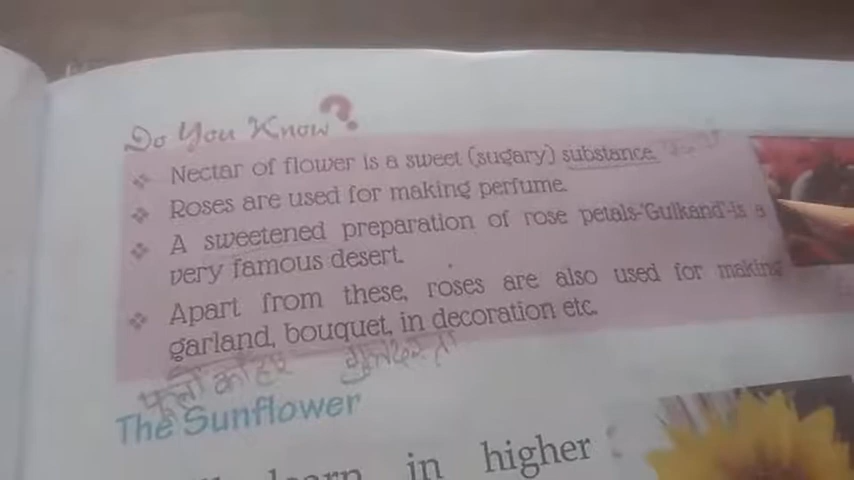 Do You Know?
Nectar of flower is a sweet (sugary) substance.
Roses are used for making perfume.
A sweetened preparation of rose petals-'Gulkand'-is a
very famous desert.
Apart from these, roses are also used for making
garland, bouquet, in decoration etc.
फूलों का हार गुलदस्ता
The Sunflower
learn in higher